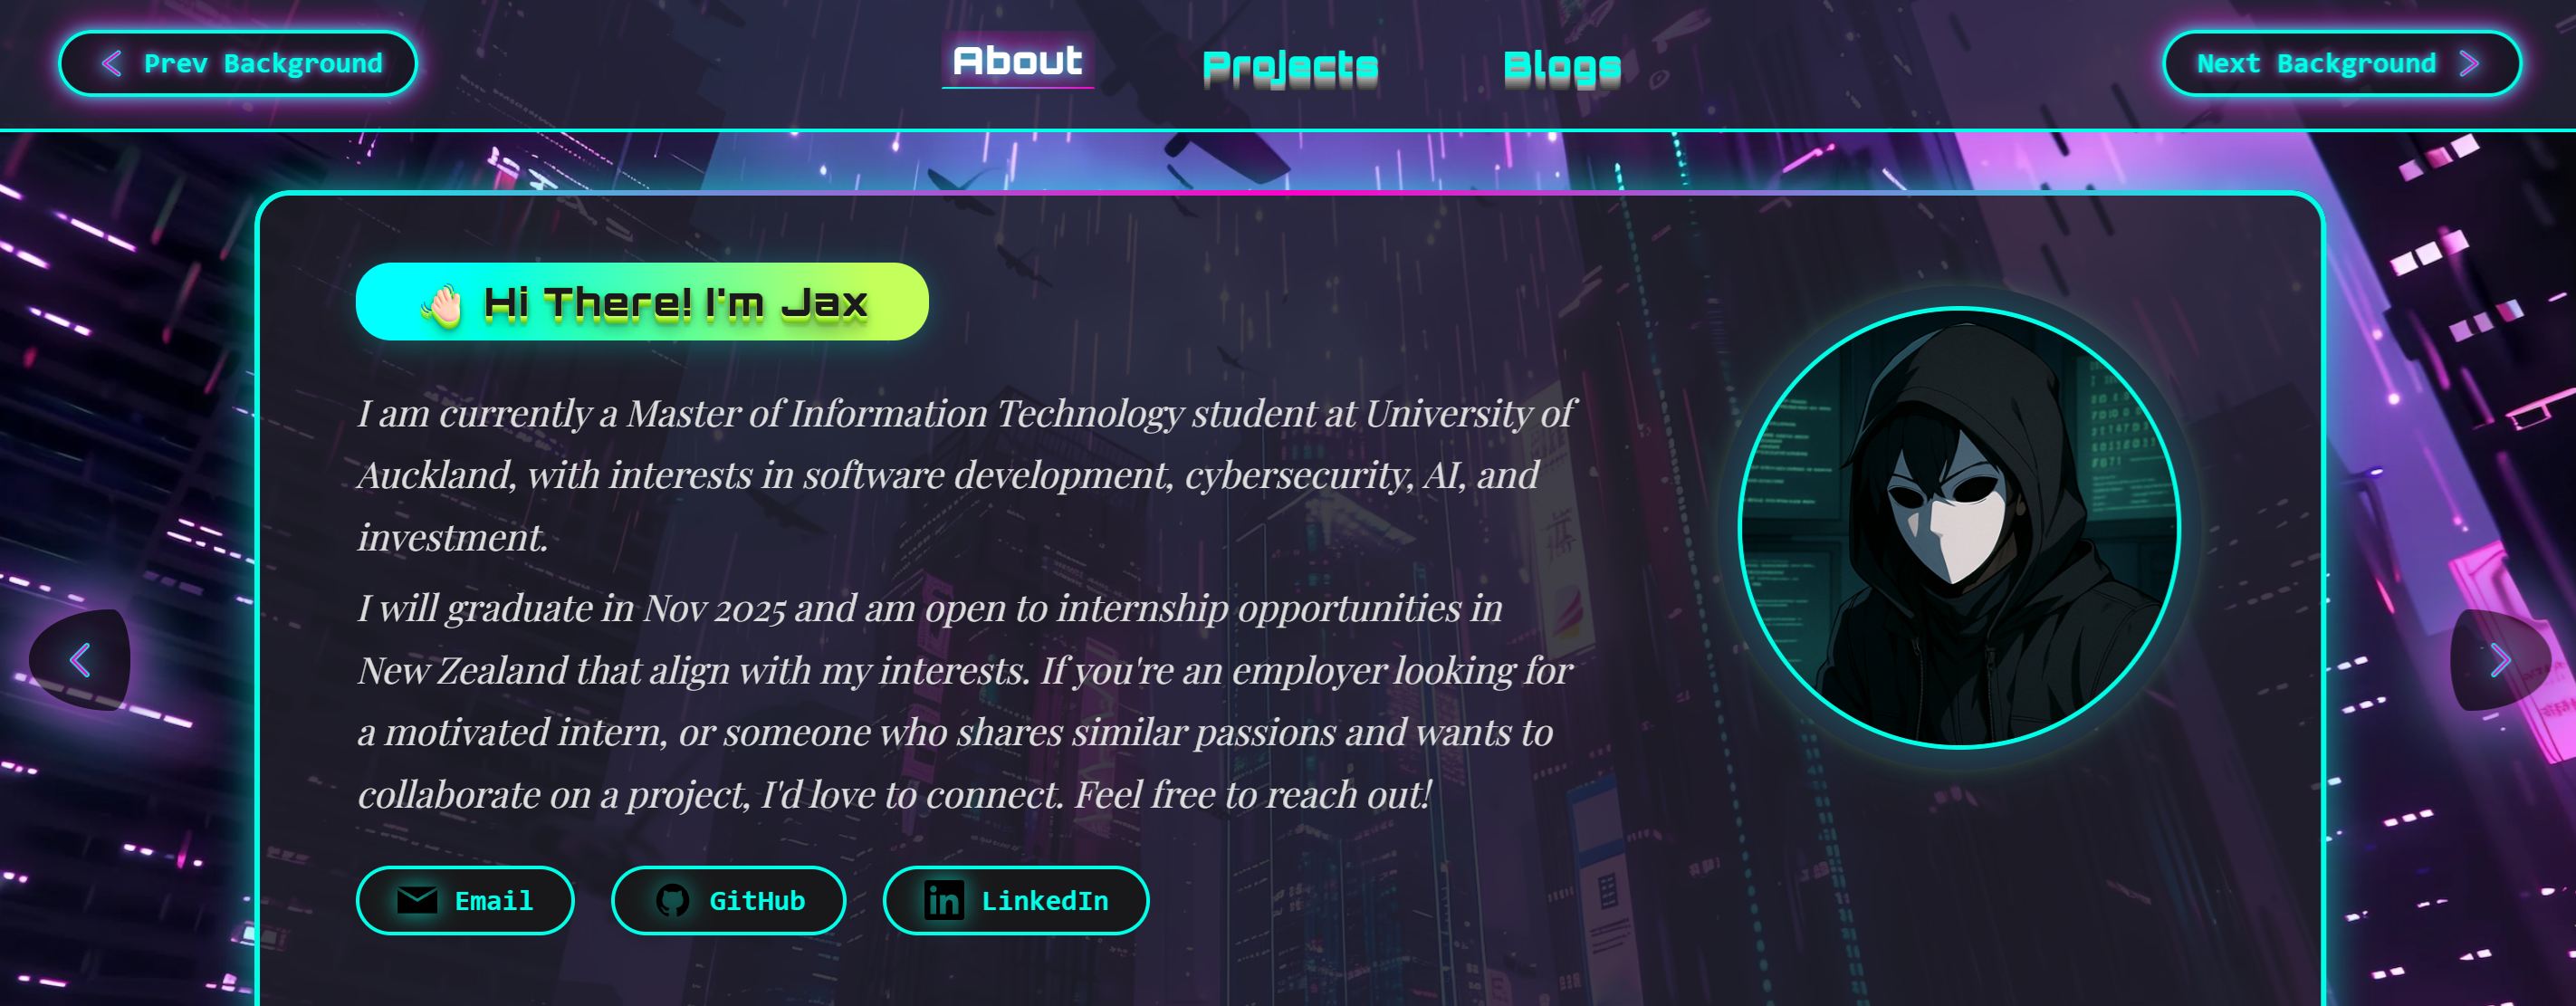 Prev Background
About
Projects
Blogs
Next Background
👋🏻 Hi There! I'm Jax
I am currently a Master of Information Technology student at University of
Auckland, with interests in software development, cybersecurity, AI, and
investment.
I will graduate in Nov 2025 and am open to internship opportunities in
New Zealand that align with my interests. If you're an employer looking for
a motivated intern, or someone who shares similar passions and wants to
collaborate on a project, I'd love to connect. Feel free to reach out!
Email
GitHub
LinkedIn